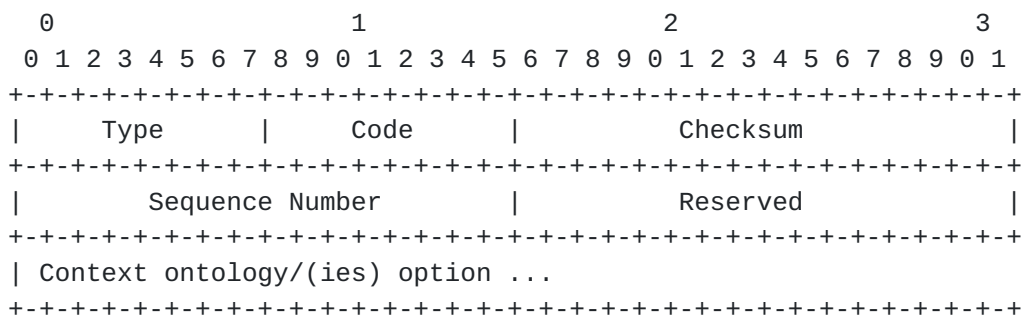 0                   1                   2                   3
 0 1 2 3 4 5 6 7 8 9 0 1 2 3 4 5 6 7 8 9 0 1 2 3 4 5 6 7 8 9 0 1
+-+-+-+-+-+-+-+-+-+-+-+-+-+-+-+-+-+-+-+-+-+-+-+-+-+-+-+-+-+-+-+-+
|     Type      |     Code      |          Checksum             |
+-+-+-+-+-+-+-+-+-+-+-+-+-+-+-+-+-+-+-+-+-+-+-+-+-+-+-+-+-+-+-+-+
|        Sequence Number        |          Reserved             |
+-+-+-+-+-+-+-+-+-+-+-+-+-+-+-+-+-+-+-+-+-+-+-+-+-+-+-+-+-+-+-+-+
| Context ontology/(ies) option ...
+-+-+-+-+-+-+-+-+-+-+-+-+-+-+-+-+-+-+-+-+-+-+-+-+-+-+-+-+-+-+-+-+